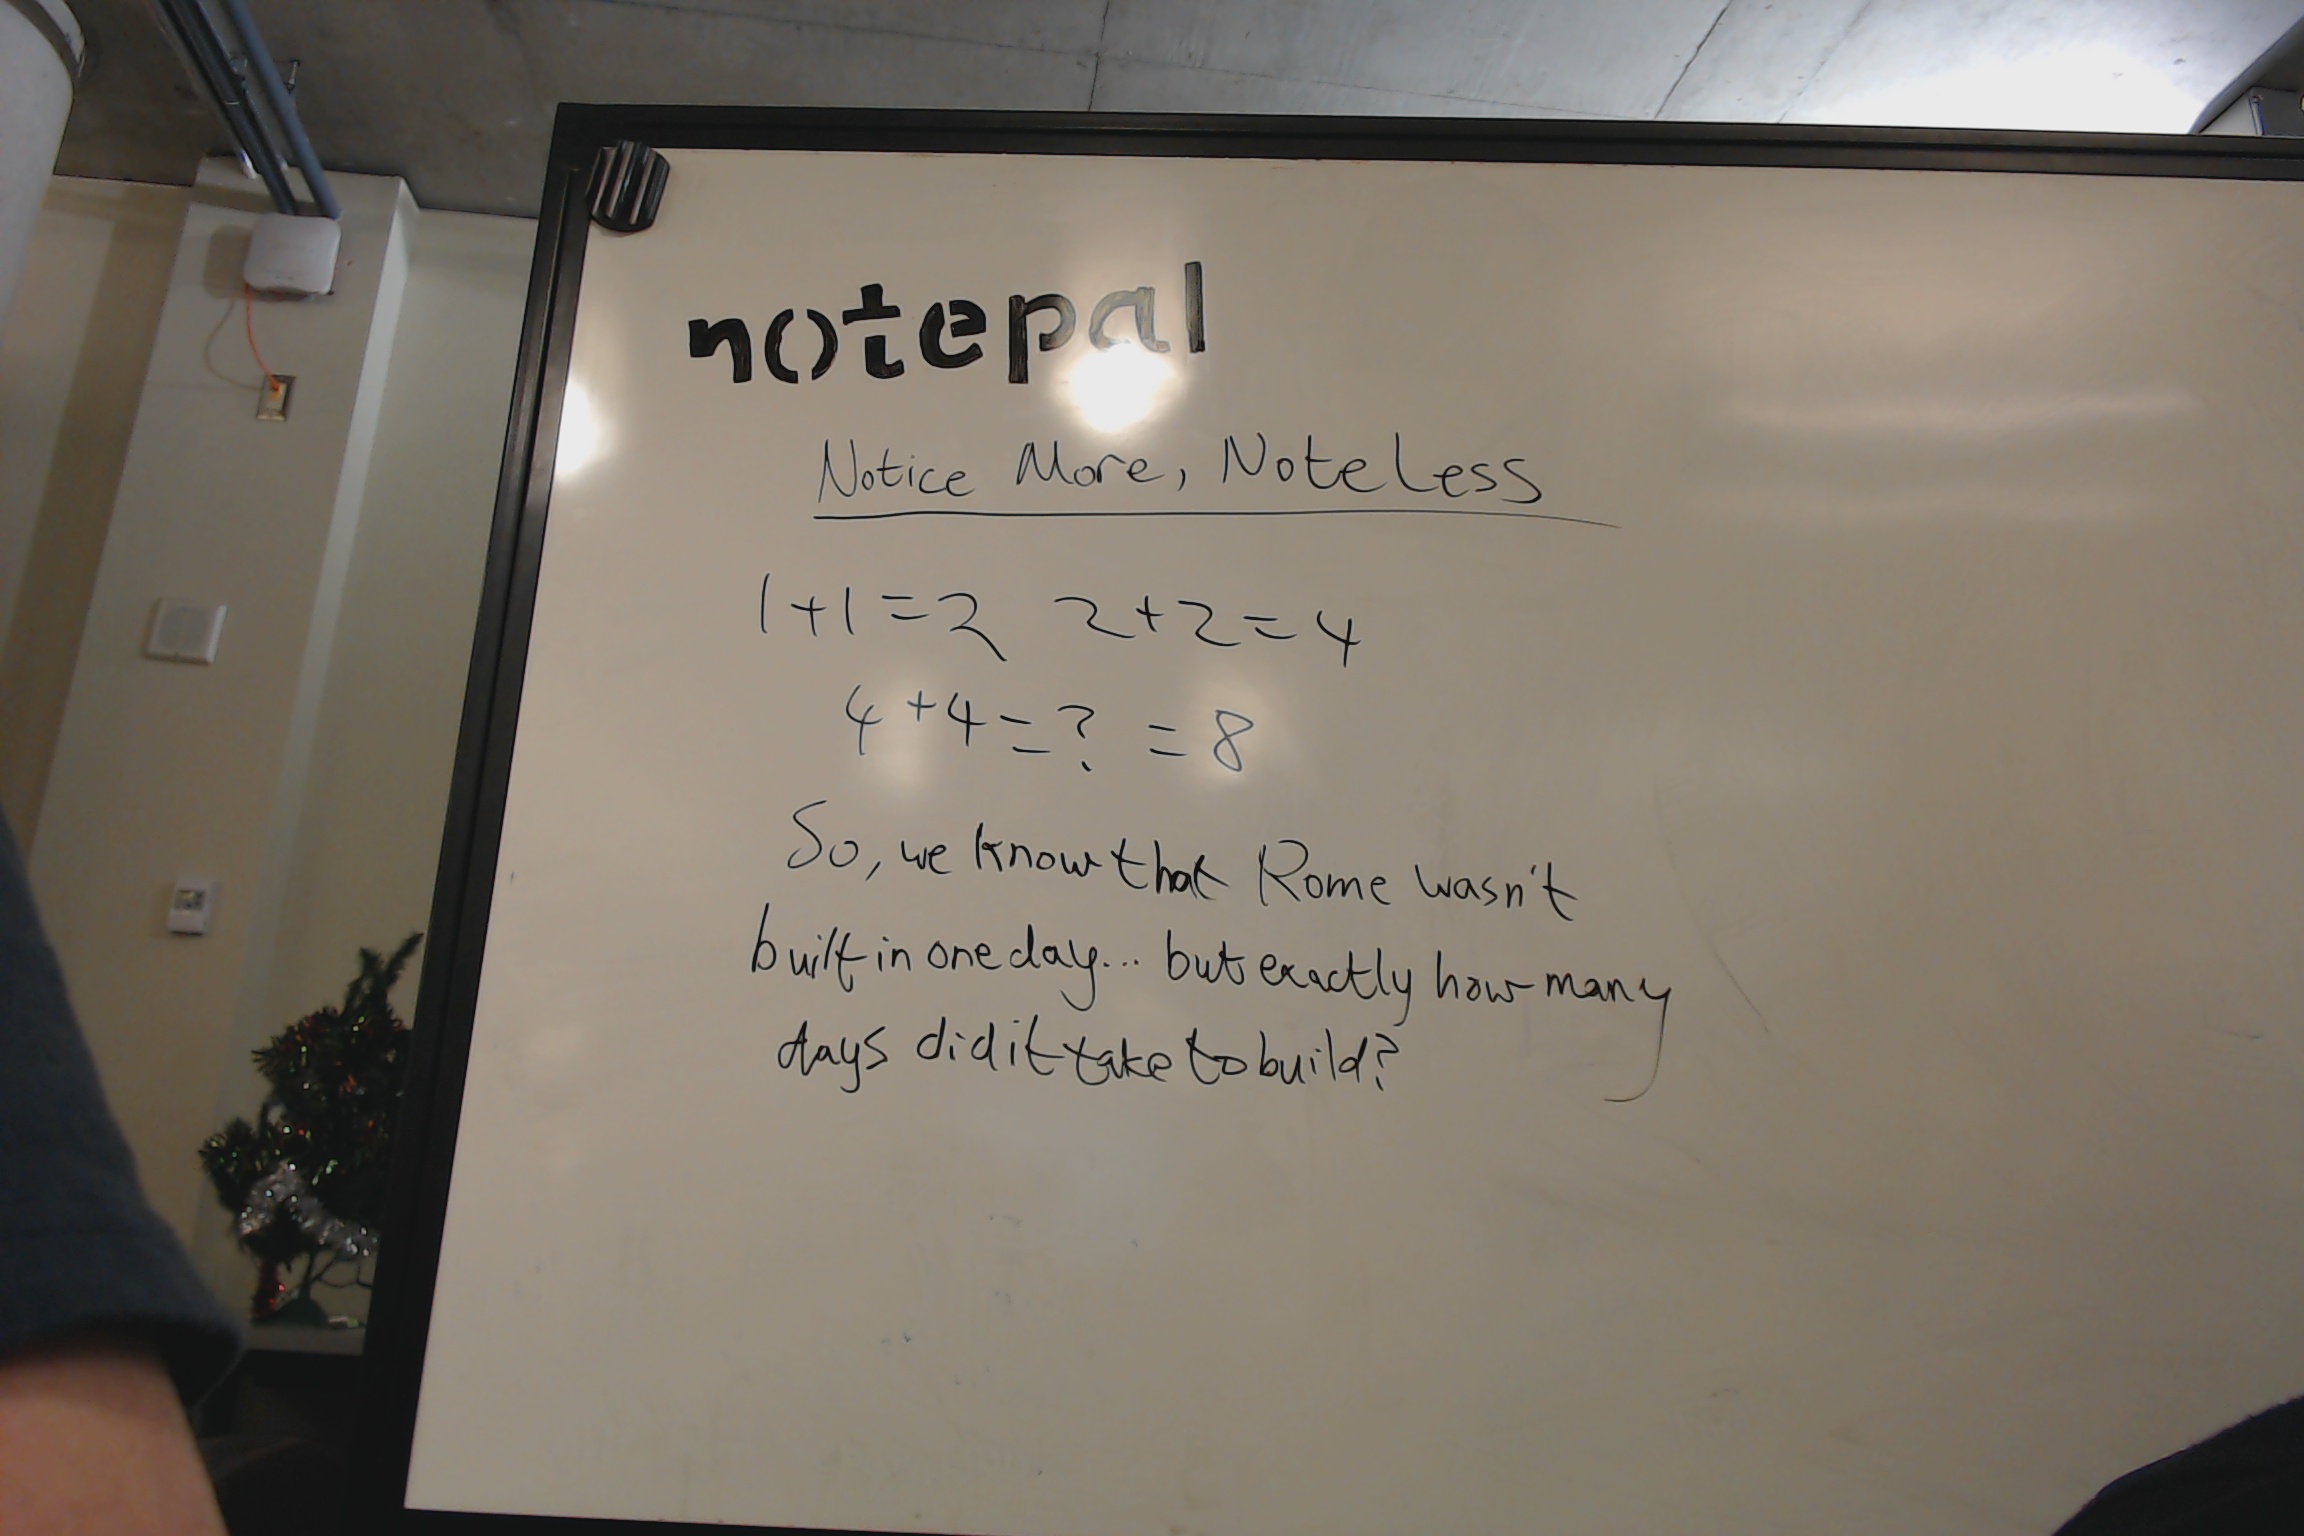 notepal
Notice More, Note Less
1+1=2 2+2=4
4+4=? =8
So, we know that Rome wasn't
built in one day... but exactly how many
days did it take to build?